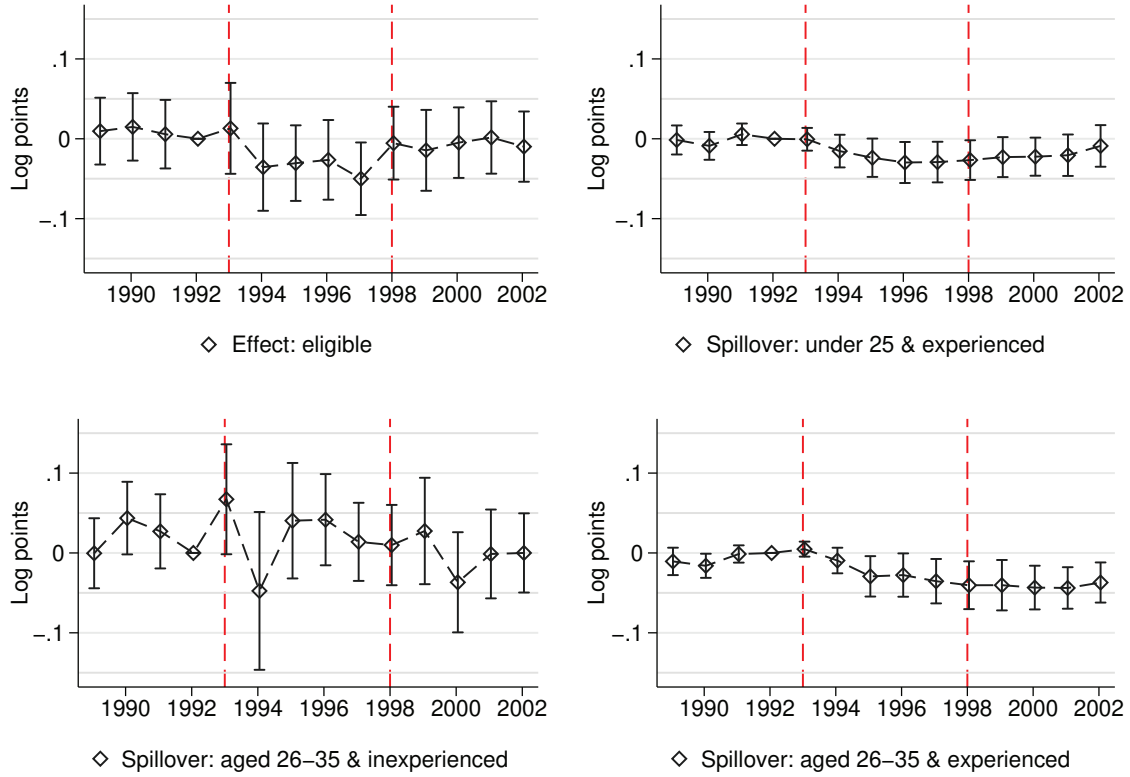 .1
0
−.1
Log points
1990 1992 1994 1996 1998 2000 2002
Effect: eligible
.1
0
−.1
Log points
1990 1992 1994 1996 1998 2000 2002
Spillover: under 25 & experienced
.1
0
−.1
Log points
1990 1992 1994 1996 1998 2000 2002
Spillover: aged 26−35 & inexperienced
.1
0
−.1
Log points
1990 1992 1994 1996 1998 2000 2002
Spillover: aged 26−35 & experienced